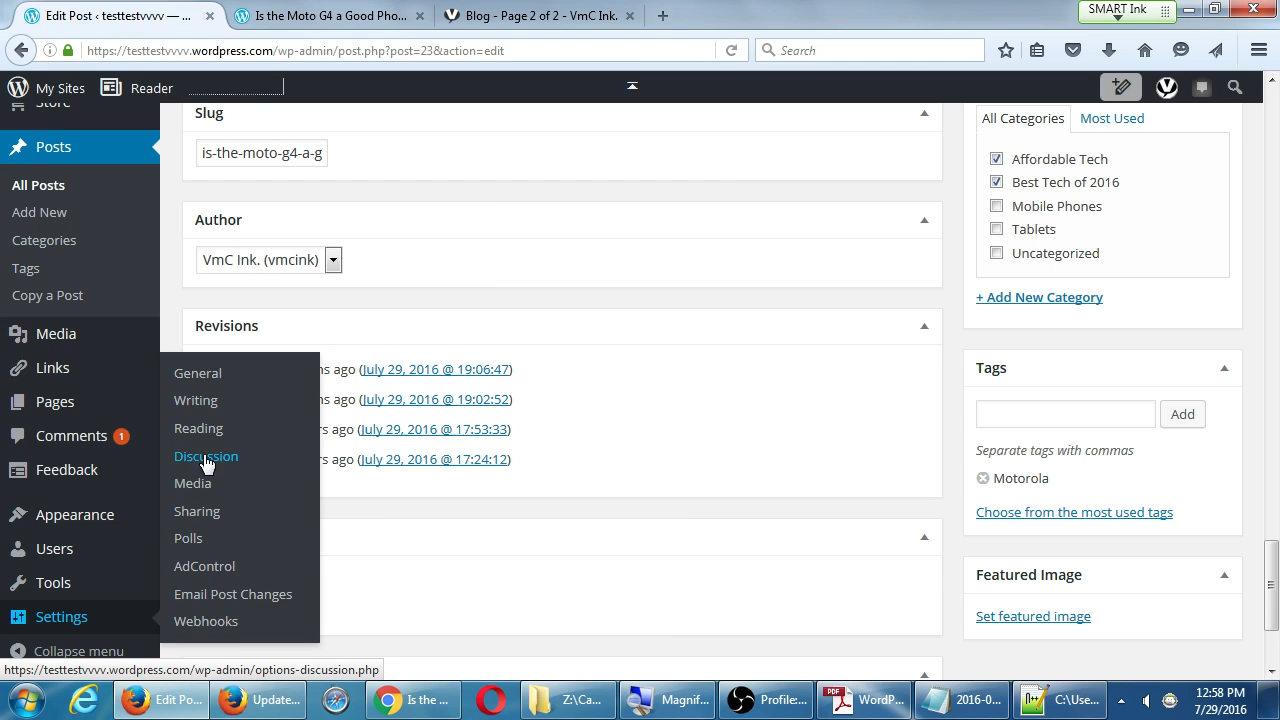 Edit Post ‹ testtestvvvv — ...
Is the Moto G4 a Good Pho...
Blog - Page 2 of 2 - VmC Ink.
SMART Ink
https://testtestvvvv.wordpress.com/wp-admin/post.php?post=23&action=edit
Search
My Sites
Reader
Store
Posts
All Posts
Add New
Categories
Tags
Copy a Post
Media
Links
Pages
Comments 1
Feedback
Appearance
Users
Tools
Settings
Collapse menu
General
Writing
Reading
Discussion
Media
Sharing
Polls
AdControl
Email Post Changes
Webhooks
Slug
is-the-moto-g4-a-g
Author
VmC Ink. (vmcink)
Revisions
ns ago (July 29, 2016 @ 19:06:47)
ns ago (July 29, 2016 @ 19:02:52)
rs ago (July 29, 2016 @ 17:53:33)
rs ago (July 29, 2016 @ 17:24:12)
All Categories
Most Used
Affordable Tech
Best Tech of 2016
Mobile Phones
Tablets
Uncategorized
+ Add New Category
Tags
Add
Separate tags with commas
Motorola
Choose from the most used tags
Featured Image
Set featured image
https://testtestvvvv.wordpress.com/wp-admin/options-discussion.php
Edit Po...
Update...
Is the ...
Z:\Ca...
Magnif...
Profile:...
PDF
WordP...
2016-0...
C:\Use...
12:58 PM
7/29/2016